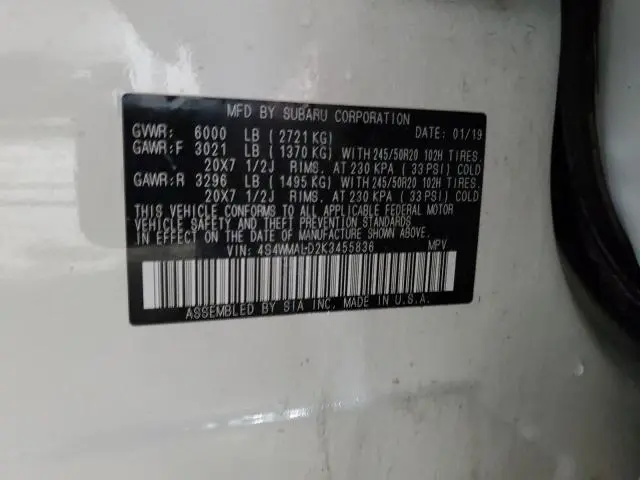 MFD BY SUBARU CORPORATION
GVWR: 6000 LB ( 2721 KG) DATE: 01/19
GAWR:F 3021 LB ( 1370 KG) WITH 245/50R20 102H TIRES.
20X7 1/2J RIMS. AT 230 KPA ( 33 PSI) COLD
GAWR:R 3296 LB ( 1495 KG) WITH 245/50R20 102H TIRES.
20X7 1/2J RIMS. AT 230 KPA ( 33 PSI) COLD
THIS VEHICLE CONFORMS TO ALL APPLICABLE FEDERAL MOTOR
VEHICLE SAFETY, BUMPER, AND THEFT PREVENTION STANDARDS
IN EFFECT ON THE DATE OF MANUFACTURE SHOWN ABOVE.
VIN: 4S4WMALD2K3455836 MPV
ASSEMBLED BY SIA INC. MADE IN U.S.A.